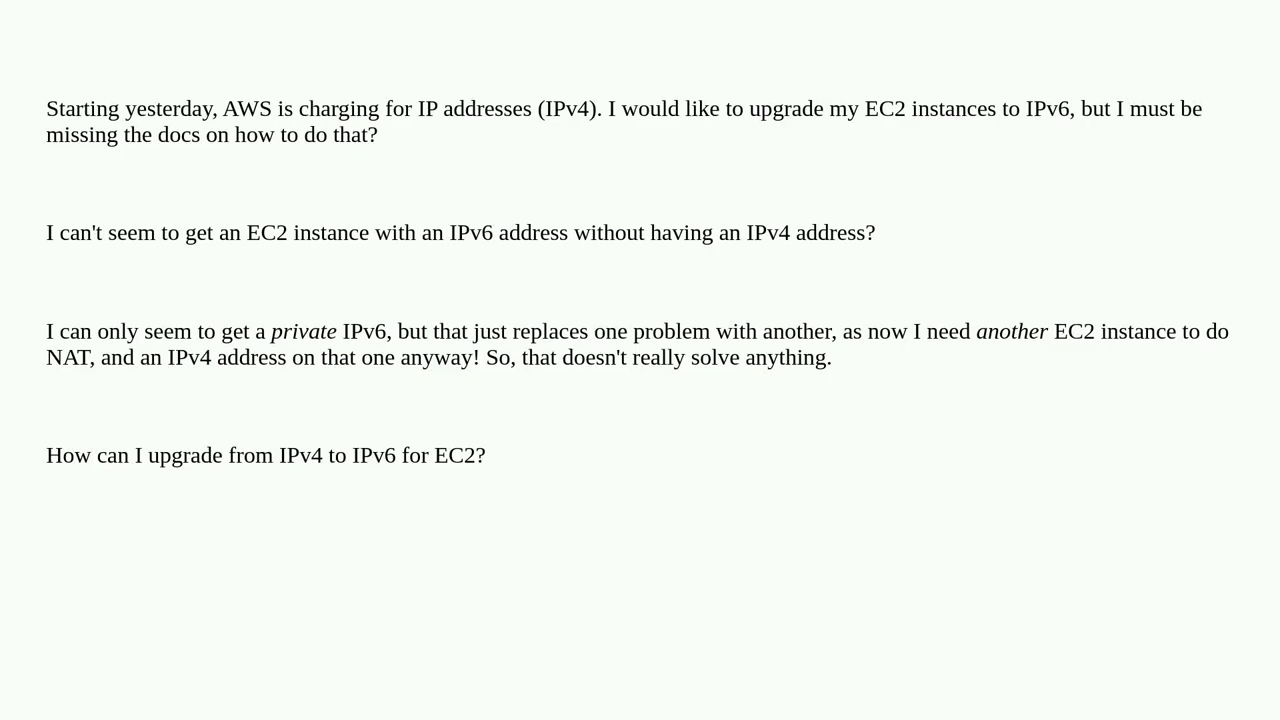 Starting yesterday, AWS is charging for IP addresses (IPv4). I would like to upgrade my EC2 instances to IPv6, but I must be
missing the docs on how to do that?
I can't seem to get an EC2 instance with an IPv6 address without having an IPv4 address?
I can only seem to get a private IPv6, but that just replaces one problem with another, as now I need another EC2 instance to do
NAT, and an IPv4 address on that one anyway! So, that doesn't really solve anything.
How can I upgrade from IPv4 to IPv6 for EC2?